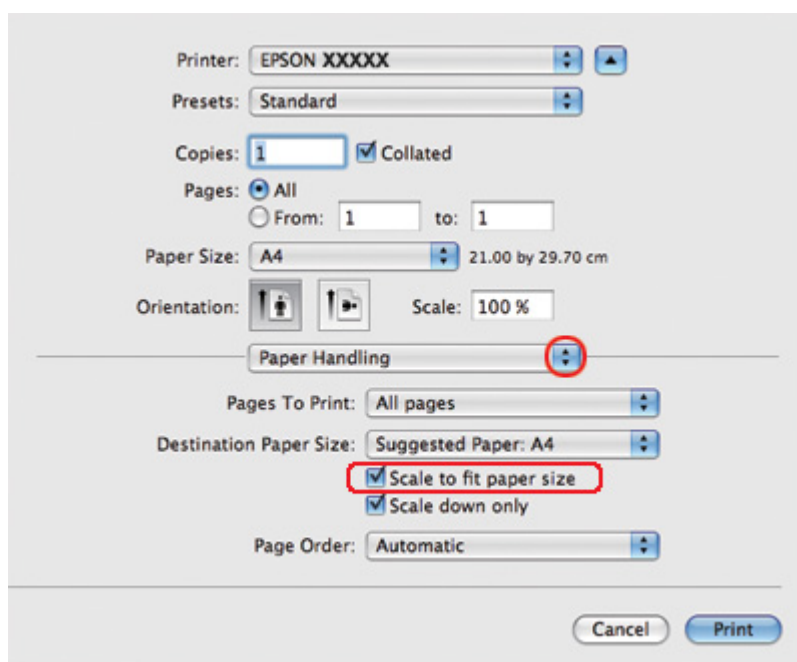 Printer: EPSON XXXXX
Presets: Standard
Copies: 1 Collated
Pages: All
From: 1 to: 1
Paper Size: A4 21.00 by 29.70 cm
Orientation: Scale: 100 %
Paper Handling
Pages To Print: All pages
Destination Paper Size: Suggested Paper: A4
Scale to fit paper size
Scale down only
Page Order: Automatic
Cancel Print